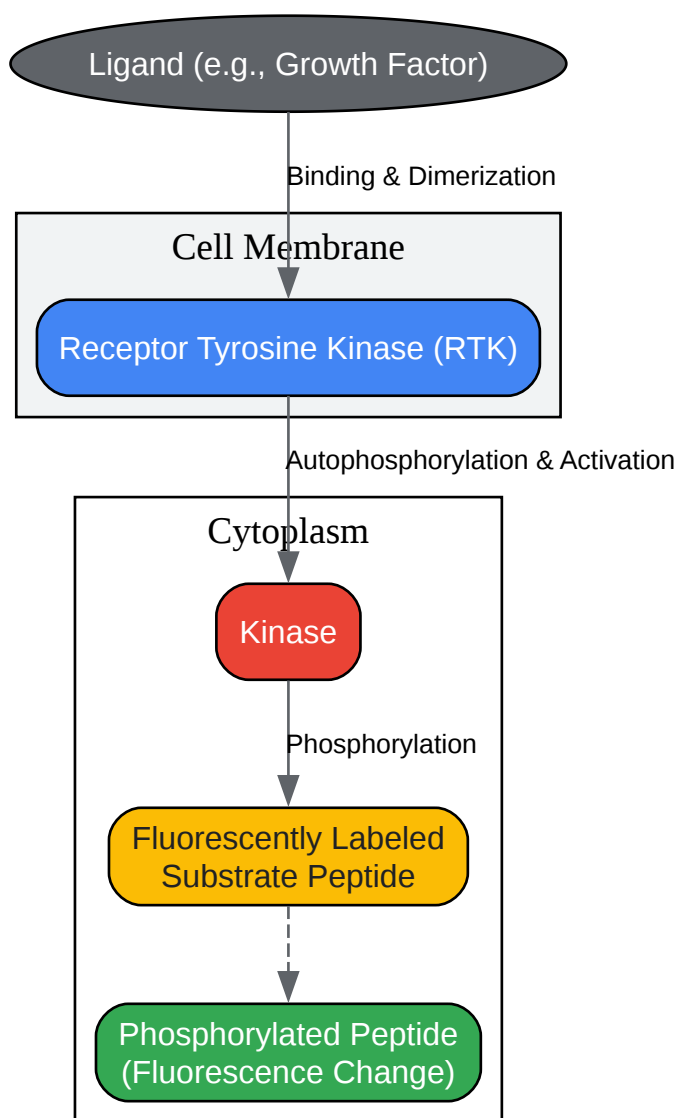 Ligand (e.g., Growth Factor)
Binding & Dimerization
Cell Membrane
Receptor Tyrosine Kinase (RTK)
Autophosphorylation & Activation
Cytoplasm
Kinase
Phosphorylation
Fluorescently Labeled
Substrate Peptide
Phosphorylated Peptide
(Fluorescence Change)